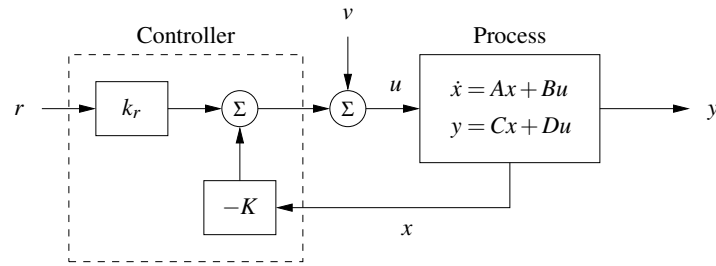 Controller
v
Process
r
k_r
Σ
Σ
u
ẋ = Ax + Bu
y = Cx + Du
y
−K
x